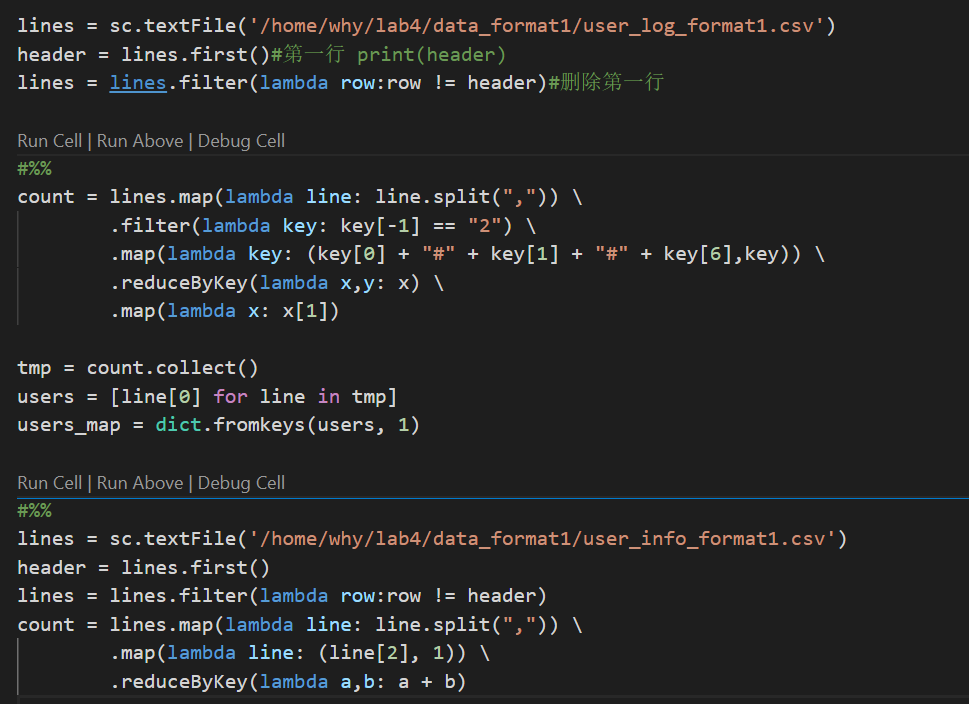 lines = sc.textFile('/home/why/lab4/data_format1/user_log_format1.csv')
header = lines.first()#第一行 print(header)
lines = lines.filter(lambda row:row != header)#删除第一行
Run Cell | Run Above | Debug Cell
#%%
count = lines.map(lambda line: line.split(",")) \
.filter(lambda key: key[-1] == "2") \
.map(lambda key: (key[0] + "#" + key[1] + "#" + key[6],key)) \
.reduceByKey(lambda x,y: x) \
.map(lambda x: x[1])
tmp = count.collect()
users = [line[0] for line in tmp]
users_map = dict.fromkeys(users, 1)
Run Cell | Run Above | Debug Cell
#%%
lines = sc.textFile('/home/why/lab4/data_format1/user_info_format1.csv')
header = lines.first()
lines = lines.filter(lambda row:row != header)
count = lines.map(lambda line: line.split(",")) \
.map(lambda line: (line[2], 1)) \
.reduceByKey(lambda a,b: a + b)